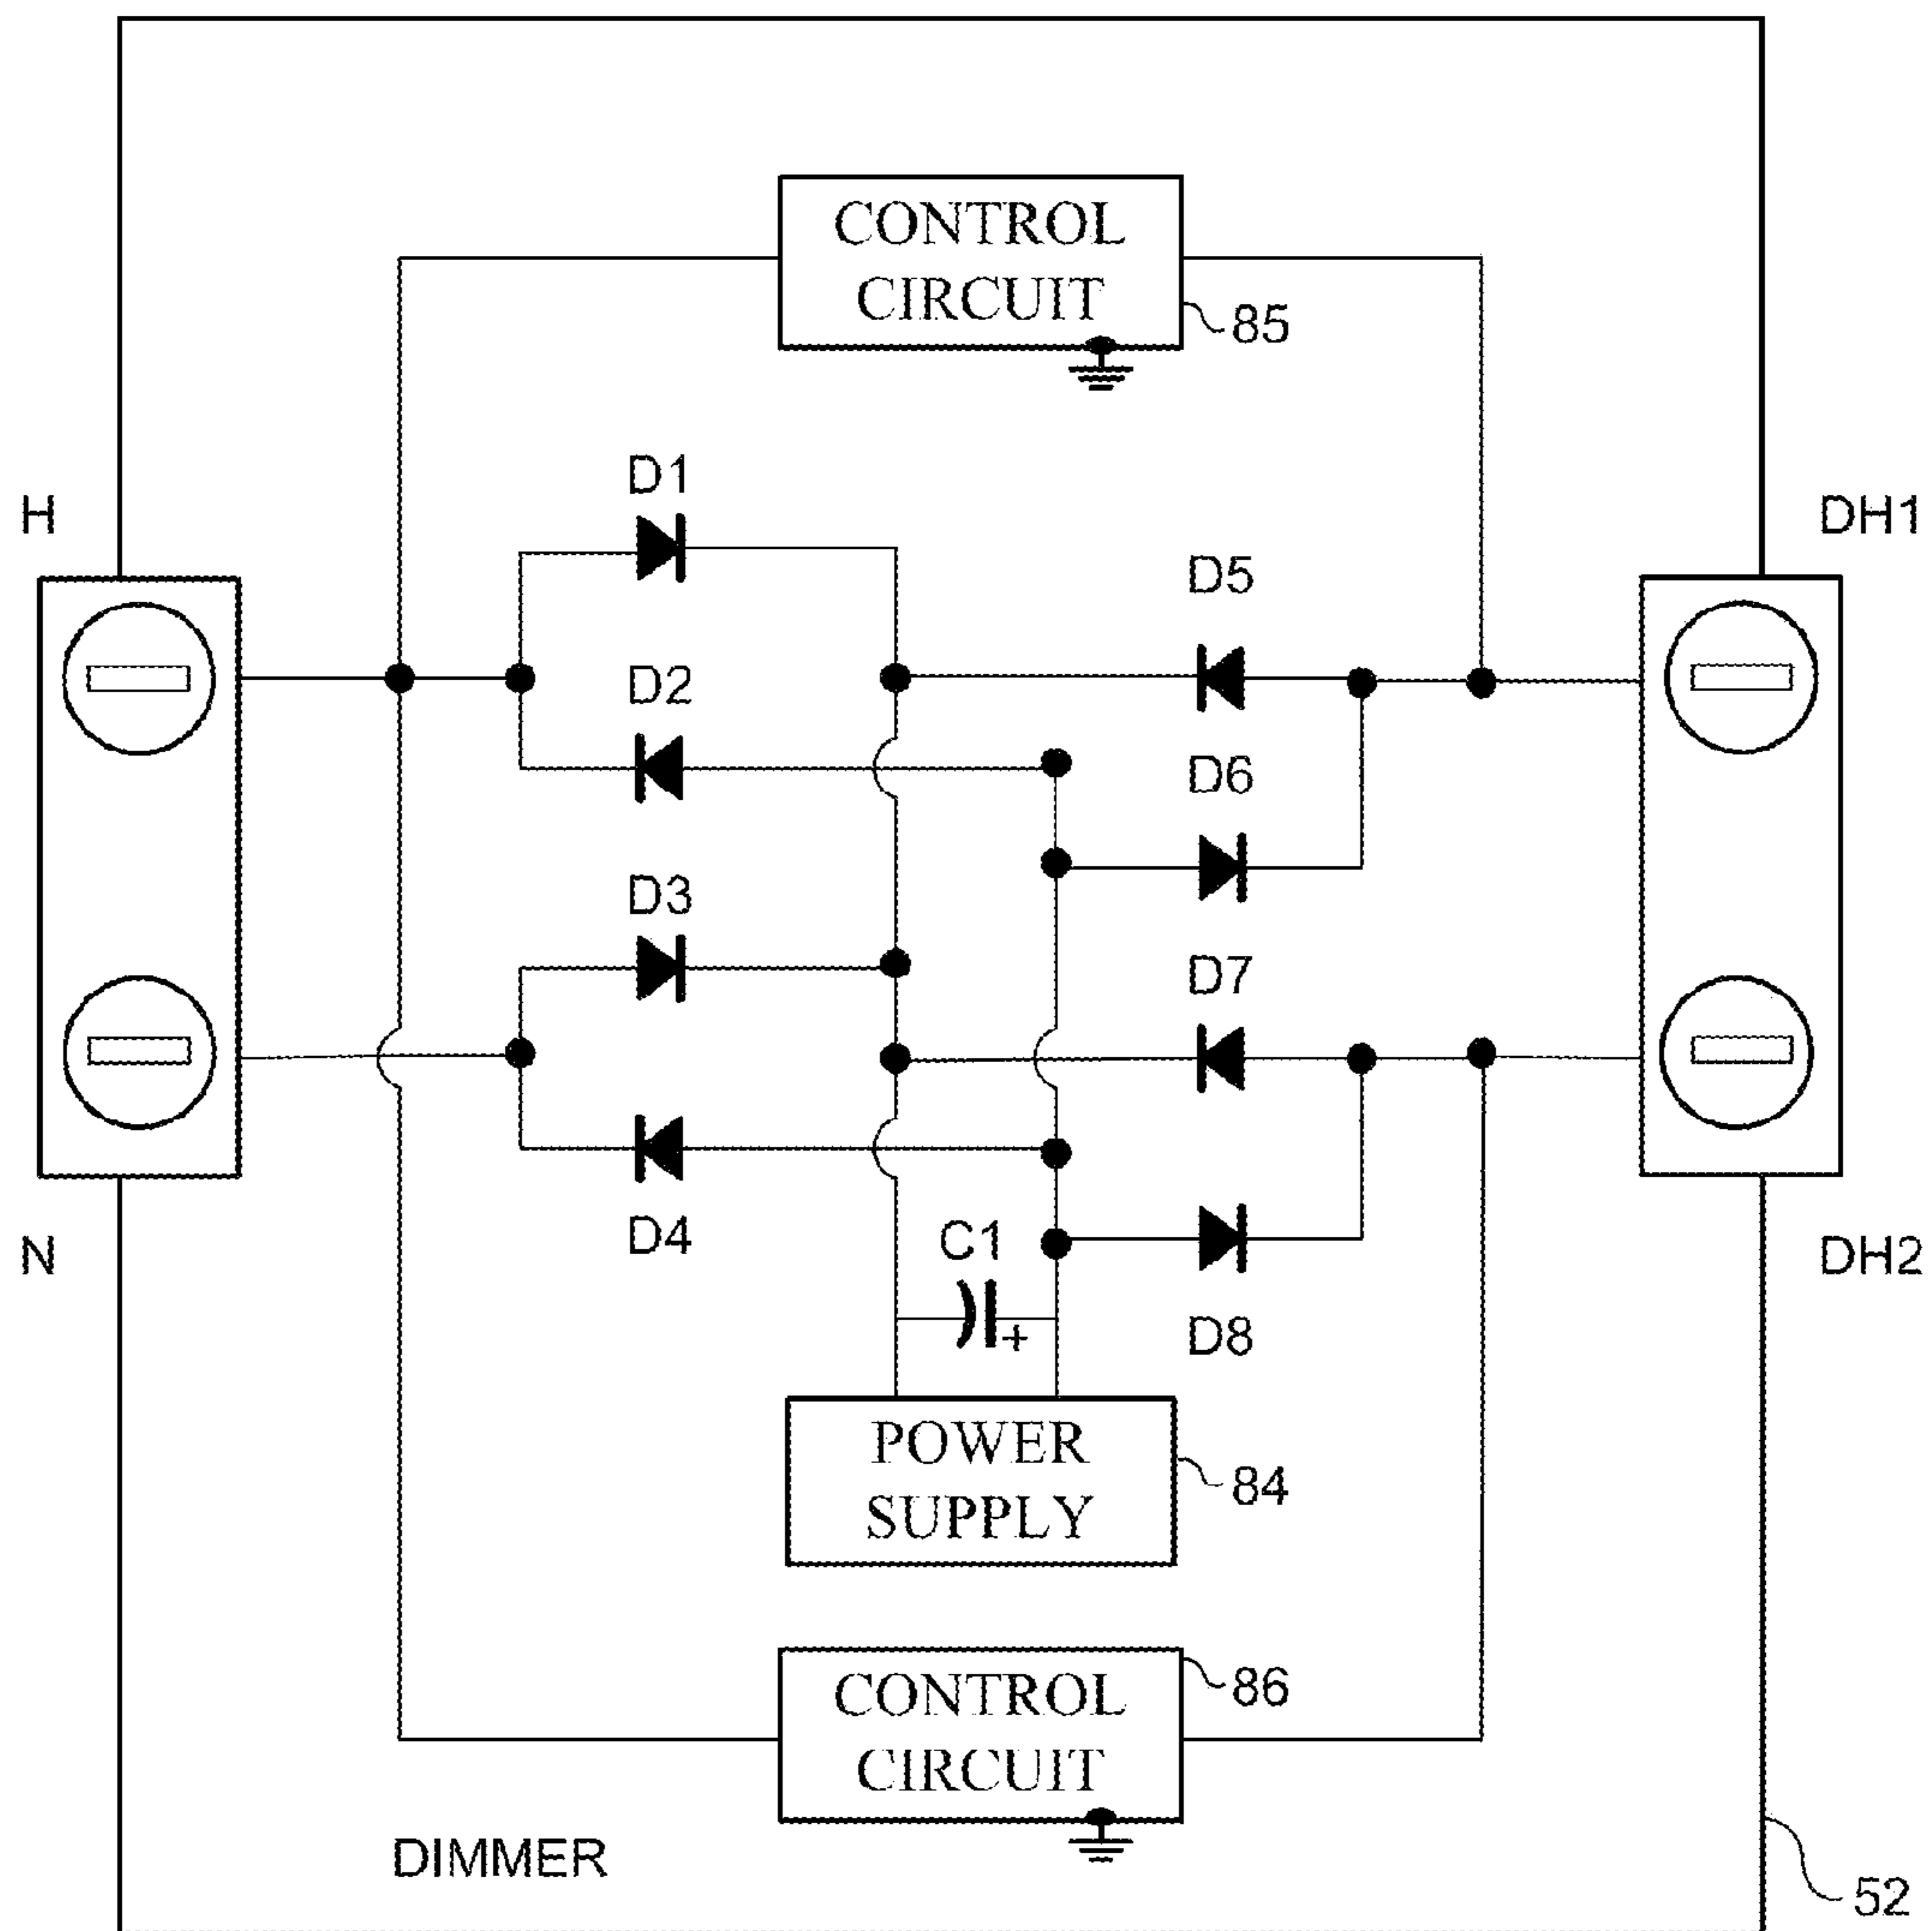 CONTROL
CIRCUIT
85
D1
H
DH1
D5
D2
D6
D3
D7
D4
C1
N
DH2
+
D8
POWER
SUPPLY
84
CONTROL
CIRCUIT
86
DIMMER
52